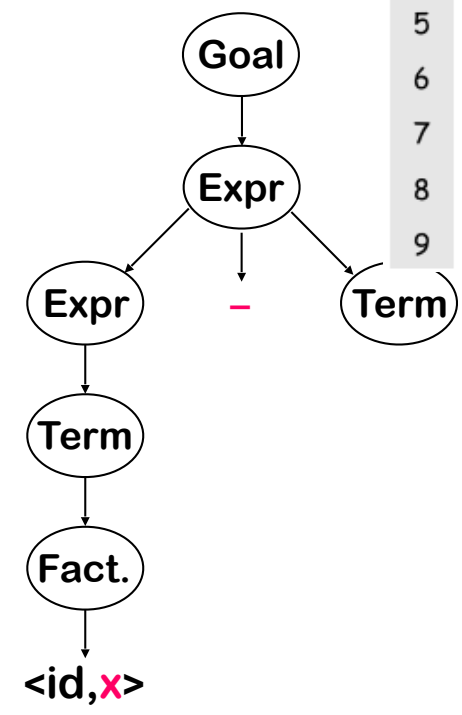 5
Goal
6
7
Expr
8
9
Expr – Term
Term
Fact.
<id,x>